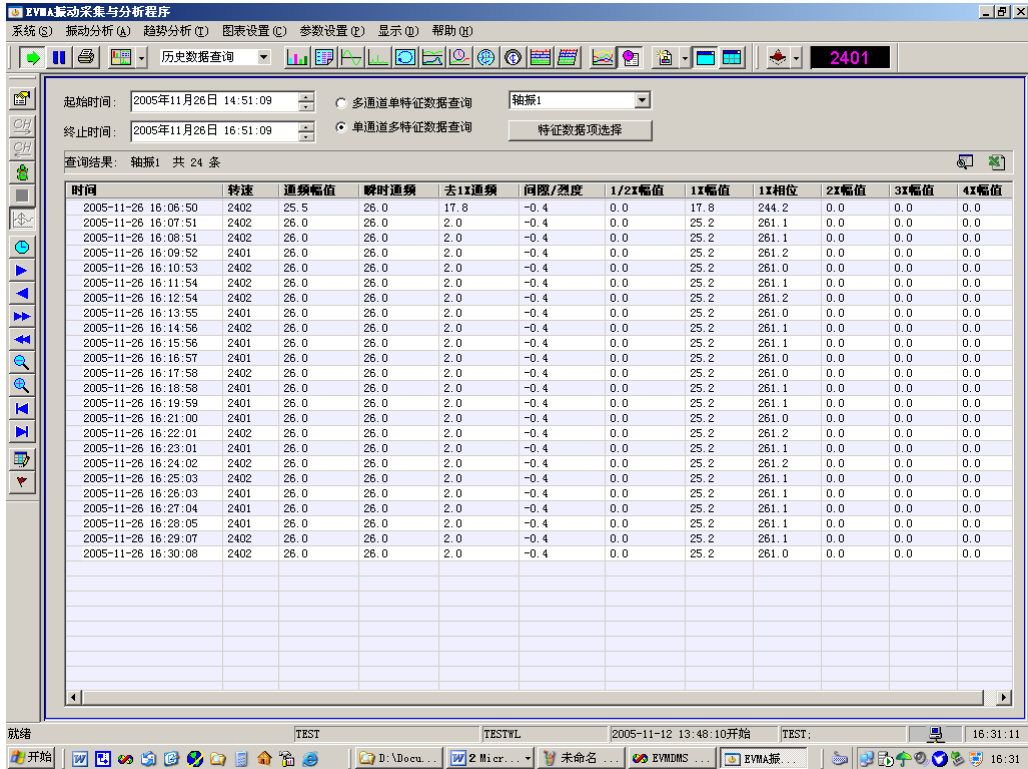 EVMA振动采集与分析程序
系统(S) 振动分析(A) 趋势分析(T) 图表设置(C) 参数设置(P) 显示(D) 帮助(H)
历史数据查询 2401
起始时间: 2005年11月26日 14:51:09 多通道单特征数据查询 轴振1
终止时间: 2005年11月26日 16:51:09 单通道多特征数据查询 特征数据项选择
查询结果: 轴振1 共 24 条
时间 转速 通频幅值 瞬时通频 去1X通频 间隙/烈度 1/2X幅值 1X幅值 1X相位 2X幅值 3X幅值 4X幅值
2005-11-26 16:06:50 2402 25.5 26.0 17.8 -0.4 0.0 17.8 244.2 0.0 0.0 0.0
2005-11-26 16:07:51 2402 26.0 26.0 2.0 -0.4 0.0 25.2 261.1 0.0 0.0 0.0
2005-11-26 16:08:51 2402 26.0 26.0 2.0 -0.4 0.0 25.2 261.1 0.0 0.0 0.0
2005-11-26 16:09:52 2401 26.0 26.0 2.0 -0.4 0.0 25.2 261.2 0.0 0.0 0.0
2005-11-26 16:10:53 2402 26.0 26.0 2.0 -0.4 0.0 25.2 261.0 0.0 0.0 0.0
2005-11-26 16:11:54 2402 26.0 26.0 2.0 -0.4 0.0 25.2 261.1 0.0 0.0 0.0
2005-11-26 16:12:54 2402 26.0 26.0 2.0 -0.4 0.0 25.2 261.2 0.0 0.0 0.0
2005-11-26 16:13:55 2401 26.0 26.0 2.0 -0.4 0.0 25.2 261.0 0.0 0.0 0.0
2005-11-26 16:14:56 2402 26.0 26.0 2.0 -0.4 0.0 25.2 261.1 0.0 0.0 0.0
2005-11-26 16:15:56 2401 26.0 26.0 2.0 -0.4 0.0 25.2 261.1 0.0 0.0 0.0
2005-11-26 16:16:57 2401 26.0 26.0 2.0 -0.4 0.0 25.2 261.0 0.0 0.0 0.0
2005-11-26 16:17:58 2402 26.0 26.0 2.0 -0.4 0.0 25.2 261.0 0.0 0.0 0.0
2005-11-26 16:18:58 2401 26.0 26.0 2.0 -0.4 0.0 25.2 261.1 0.0 0.0 0.0
2005-11-26 16:19:59 2401 26.0 26.0 2.0 -0.4 0.0 25.2 261.1 0.0 0.0 0.0
2005-11-26 16:21:00 2401 26.0 26.0 2.0 -0.4 0.0 25.2 261.0 0.0 0.0 0.0
2005-11-26 16:22:01 2402 26.0 26.0 2.0 -0.4 0.0 25.2 261.2 0.0 0.0 0.0
2005-11-26 16:23:01 2401 26.0 26.0 2.0 -0.4 0.0 25.2 261.1 0.0 0.0 0.0
2005-11-26 16:24:02 2402 26.0 26.0 2.0 -0.4 0.0 25.2 261.2 0.0 0.0 0.0
2005-11-26 16:25:03 2402 26.0 26.0 2.0 -0.4 0.0 25.2 261.1 0.0 0.0 0.0
2005-11-26 16:26:03 2401 26.0 26.0 2.0 -0.4 0.0 25.2 261.1 0.0 0.0 0.0
2005-11-26 16:27:04 2401 26.0 26.0 2.0 -0.4 0.0 25.2 261.1 0.0 0.0 0.0
2005-11-26 16:28:05 2401 26.0 26.0 2.0 -0.4 0.0 25.2 261.1 0.0 0.0 0.0
2005-11-26 16:29:07 2402 26.0 26.0 2.0 -0.4 0.0 25.2 261.1 0.0 0.0 0.0
2005-11-26 16:30:08 2402 26.0 26.0 2.0 -0.4 0.0 25.2 261.0 0.0 0.0 0.0
就绪 TEST TESTWL 2005-11-12 13:48:10开始 TEST: 16:31:11
开始 D:\Docu... 2 Micr... 未命名 ... EVMDMS ... EVMA振... 16:31